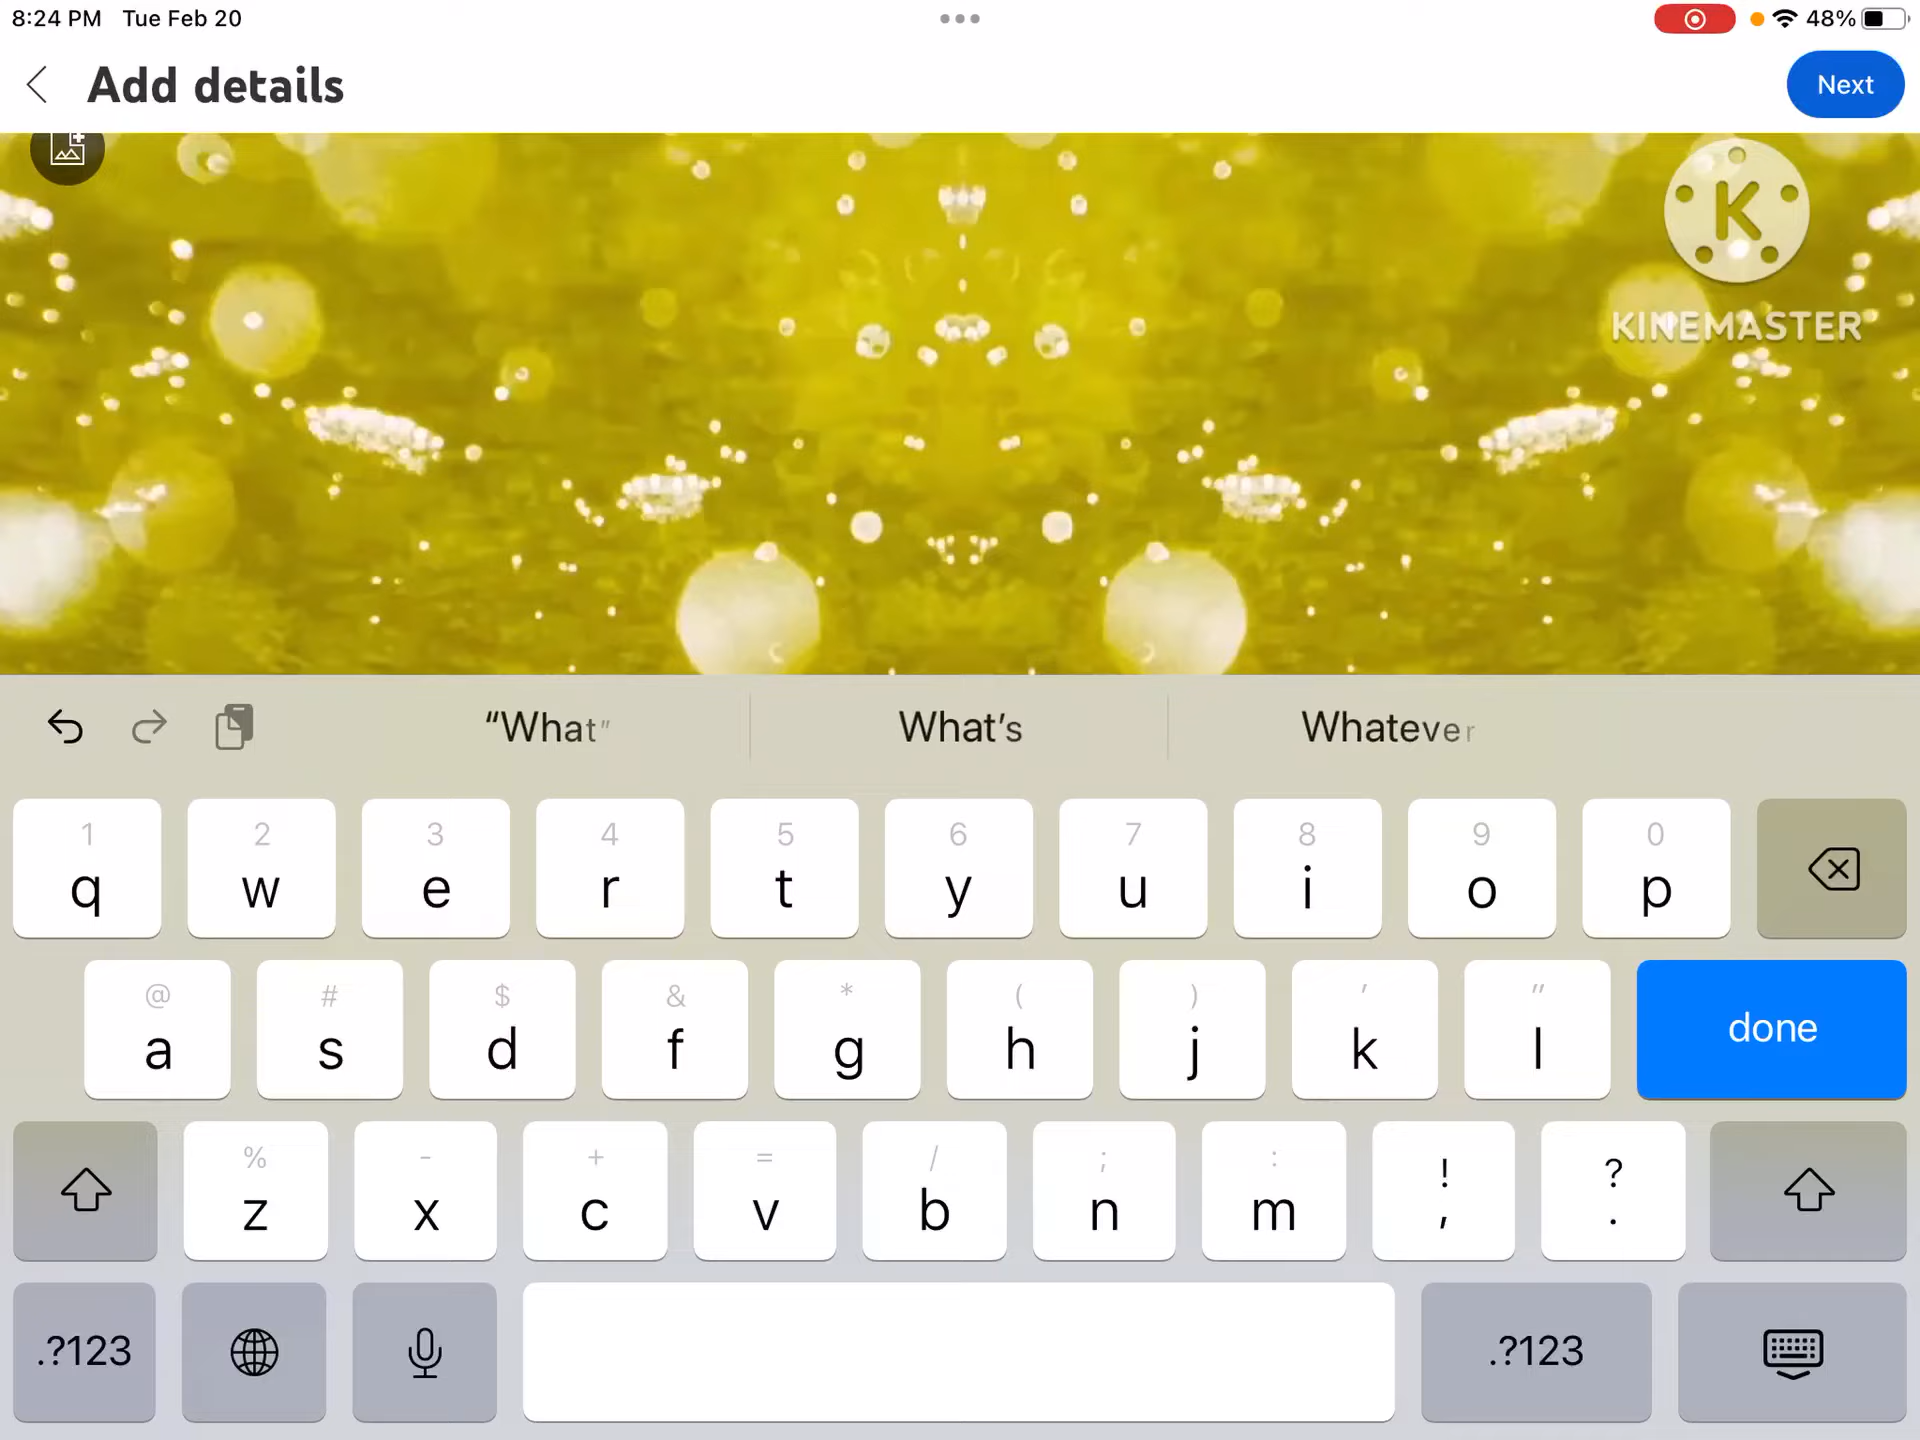 8:24 PM Tue Feb 20
48%
Add details
Next
K
KINEMASTER
“What”
What’s
Whatever
1 2 3 4 5 6 7 8 9 0
q w e r t y u i o p
@ # $ & * ( ) ′ ″
a s d f g h j k l
done
% - + = / ; : ! ?
z x c v b n m , .
.?123
.?123